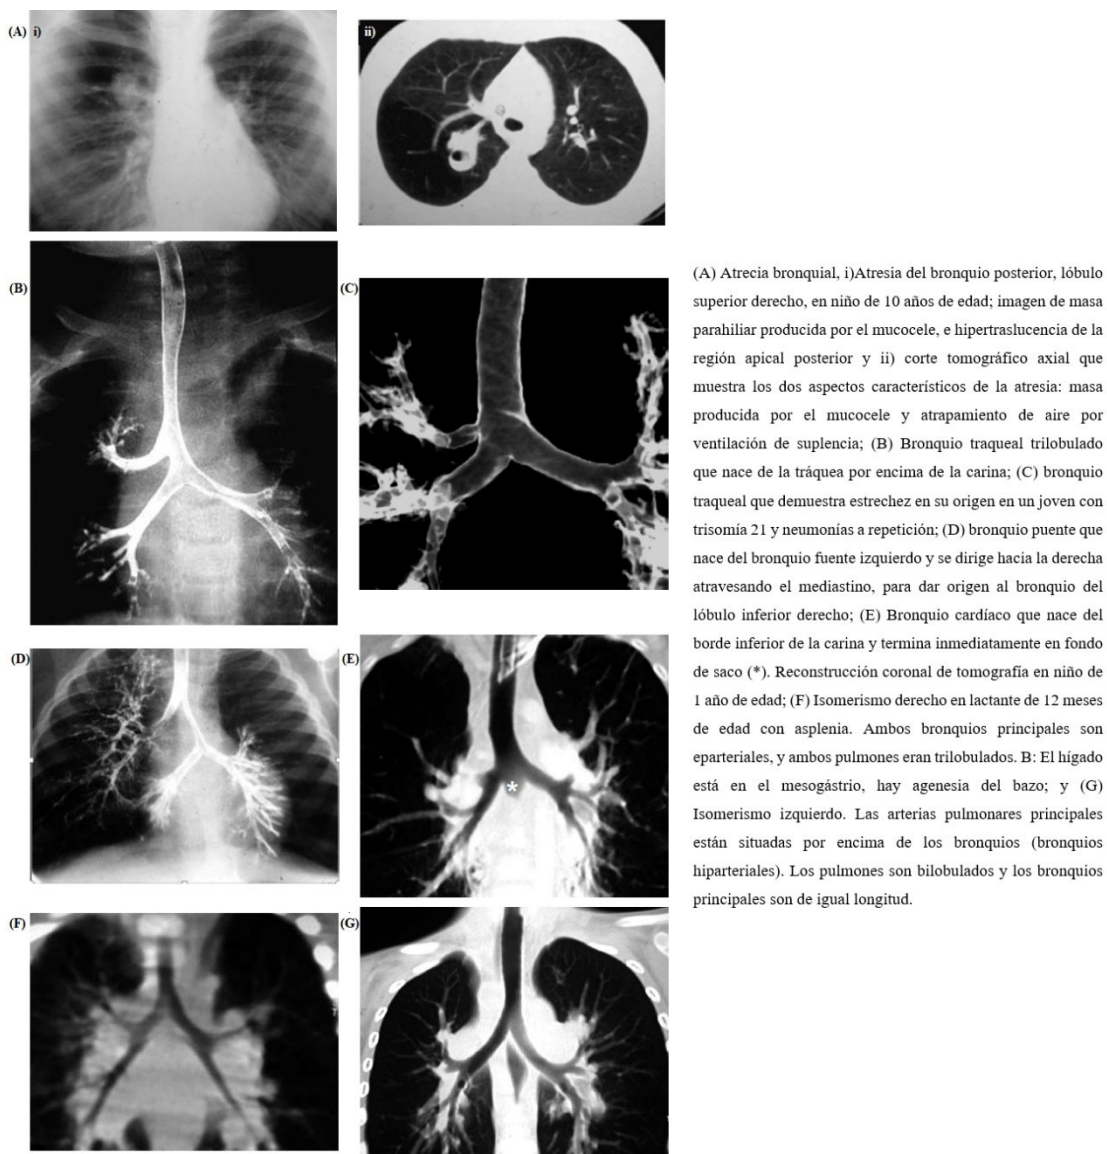 (A) i)
ii)
(B)
(C)
(D)
(E)
*
(F)
(G)
(A) Atrecia bronquial, i)Atresia del bronquio posterior, lóbulo
superior derecho, en niño de 10 años de edad; imagen de masa
parahiliar producida por el mucocele, e hipertraslucencia de la
región apical posterior y ii) corte tomográfico axial que
muestra los dos aspectos característicos de la atresia: masa
producida por el mucocele y atrapamiento de aire por
ventilación de suplencia; (B) Bronquio traqueal trilobulado
que nace de la tráquea por encima de la carina; (C) bronquio
traqueal que demuestra estrechez en su origen en un joven con
trisomía 21 y neumonías a repetición; (D) bronquio puente que
nace del bronquio fuente izquierdo y se dirige hacia la derecha
atravesando el mediastino, para dar origen al bronquio del
lóbulo inferior derecho; (E) Bronquio cardíaco que nace del
borde inferior de la carina y termina inmediatamente en fondo
de saco (*). Reconstrucción coronal de tomografía en niño de
1 año de edad; (F) Isomerismo derecho en lactante de 12 meses
de edad con asplenia. Ambos bronquios principales son
eparteriales, y ambos pulmones eran trilobulados. B: El hígado
está en el mesogástrio, hay agenesia del bazo; y (G)
Isomerismo izquierdo. Las arterias pulmonares principales
están situadas por encima de los bronquios (bronquios
hiparteriales). Los pulmones son bilobulados y los bronquios
principales son de igual longitud.